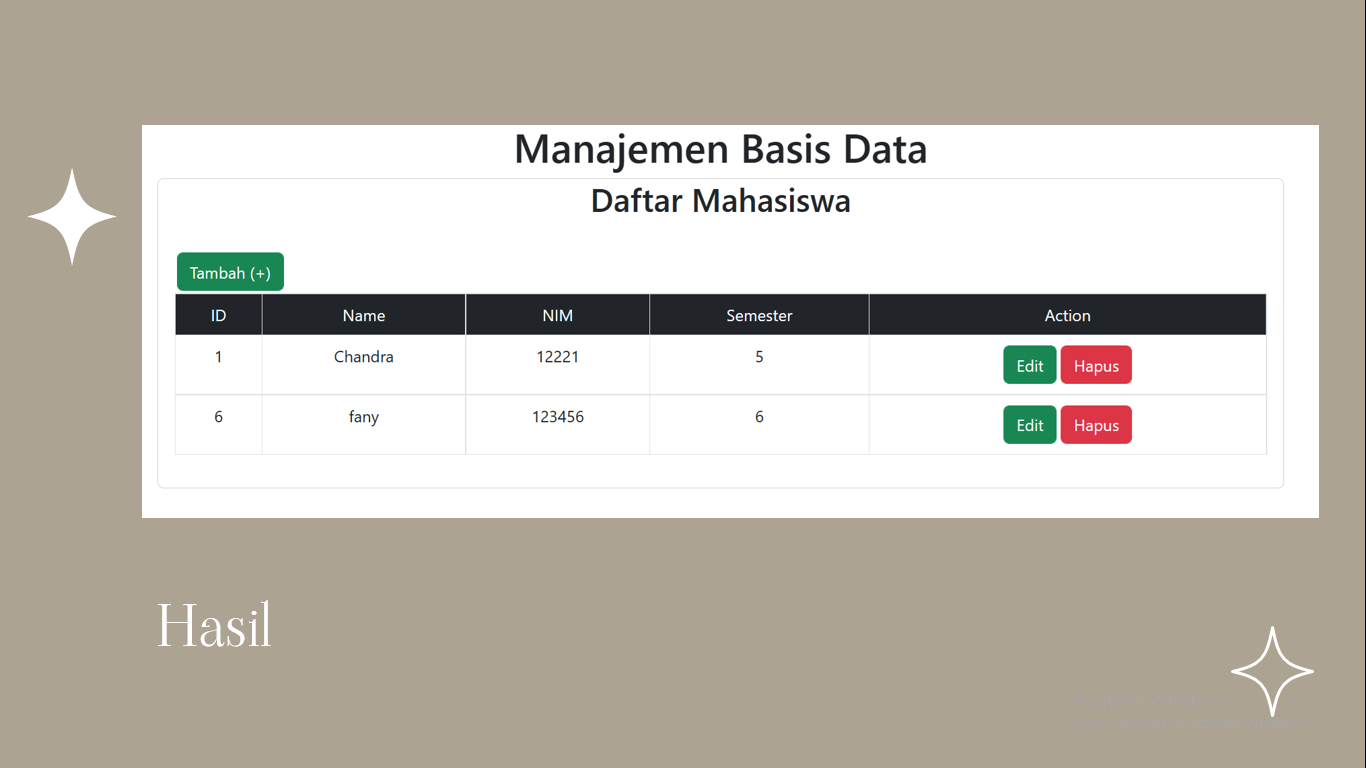 Manajemen Basis Data
Daftar Mahasiswa
Tambah (+)
ID Name NIM Semester Action
1 Chandra 12221 5 Edit Hapus
6 fany 123456 6 Edit Hapus
Hasil